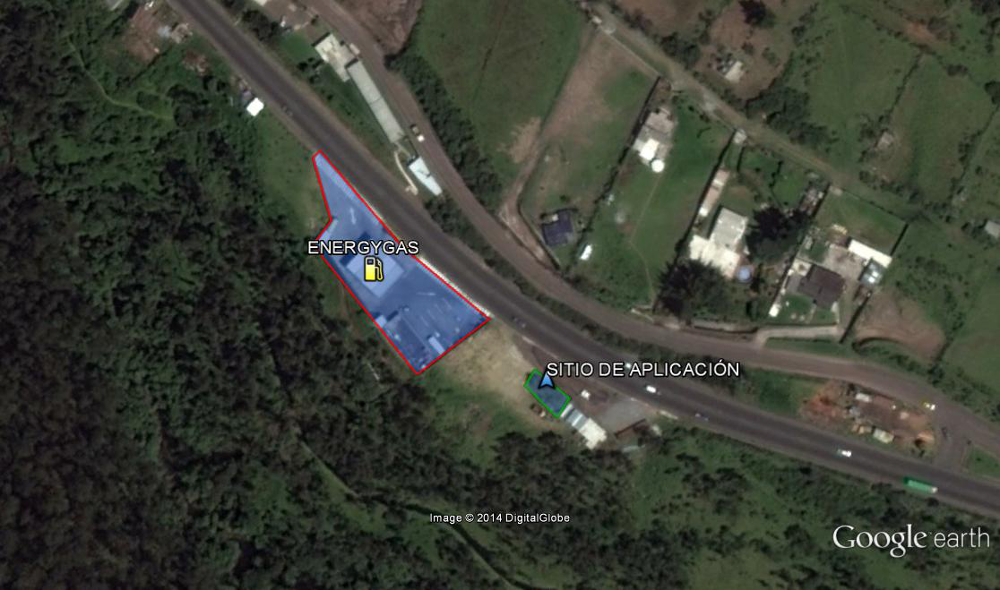 ENERGYGAS
SITIO DE APLICACIÓN
Image © 2014 DigitalGlobe
Google earth